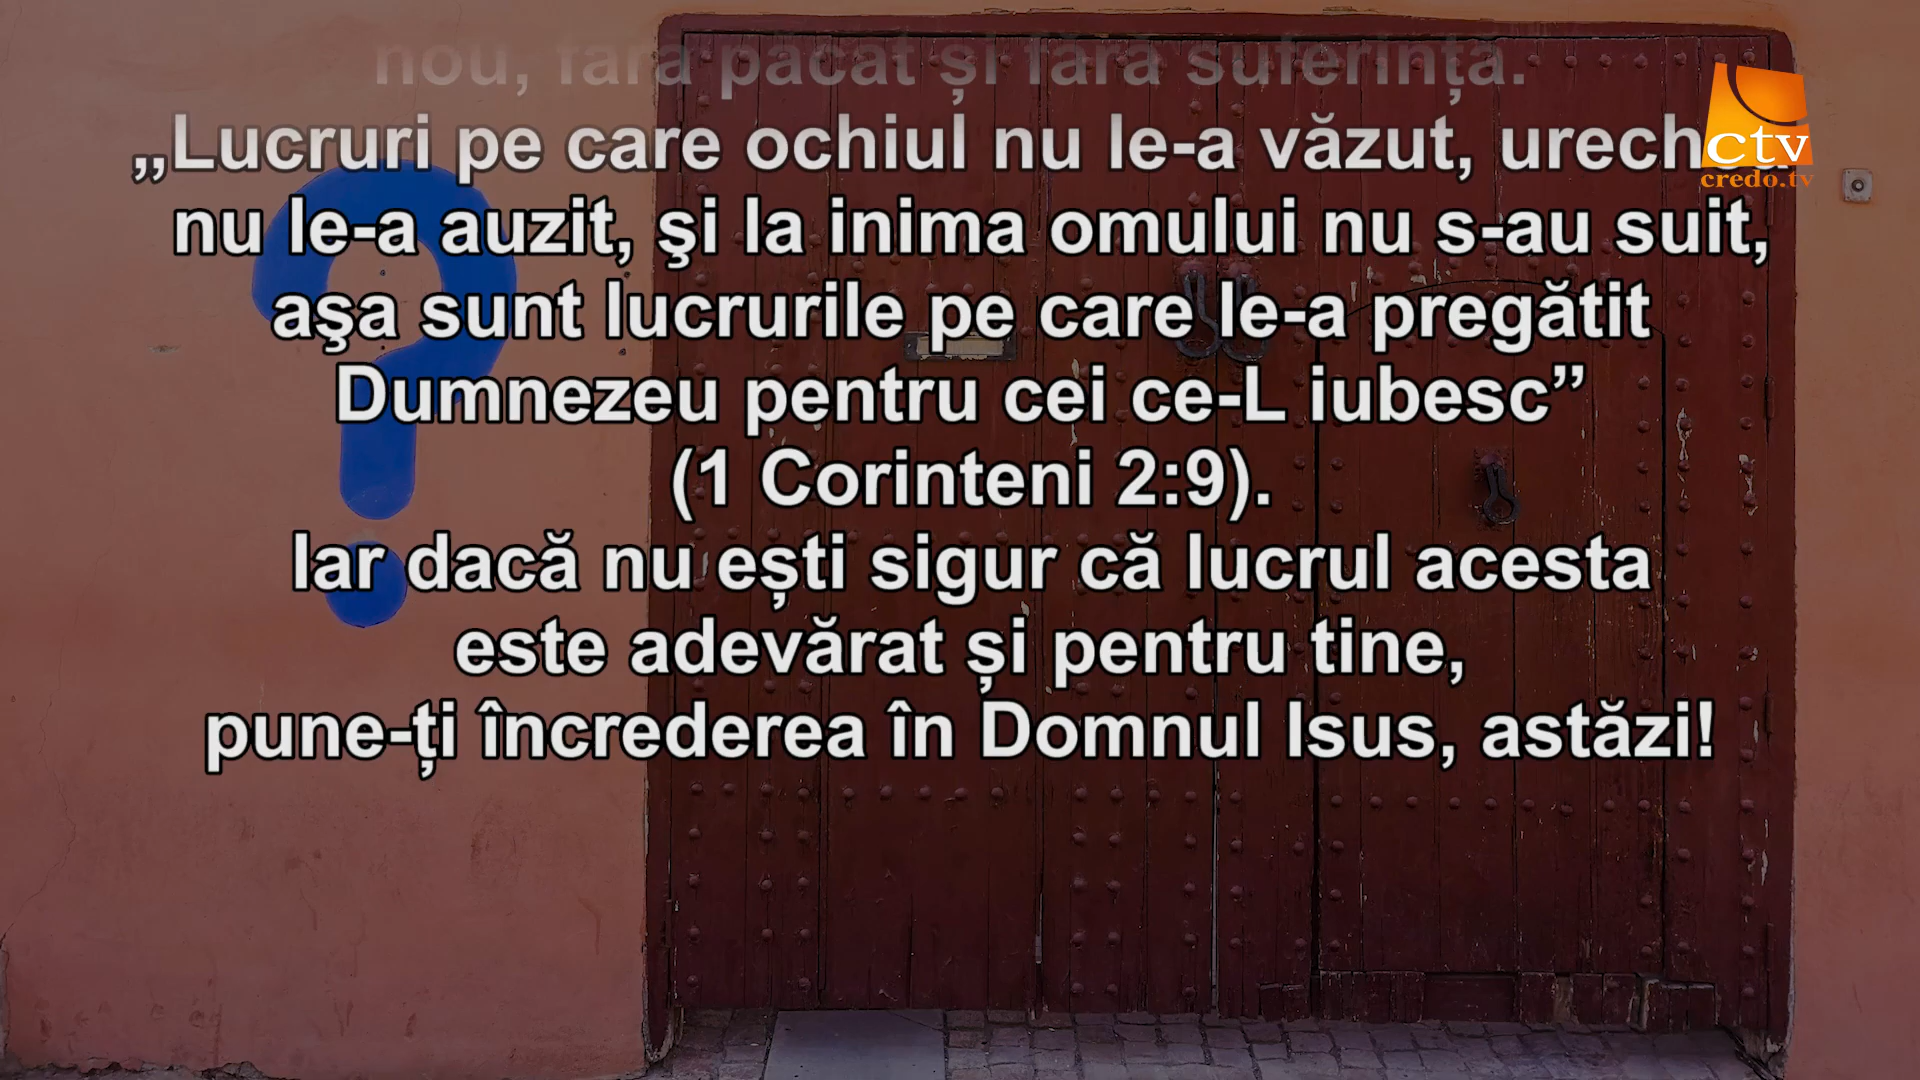 nou, fără păcat și fără suferință.
„Lucruri pe care ochiul nu le-a văzut, urechea
nu le-a auzit, şi la inima omului nu s-au suit,
aşa sunt lucrurile pe care le-a pregătit
Dumnezeu pentru cei ce-L iubesc”
(1 Corinteni 2:9).
Iar dacă nu ești sigur că lucrul acesta
este adevărat și pentru tine,
pune-ți încrederea în Domnul Isus, astăzi!
ctv
credo.tv